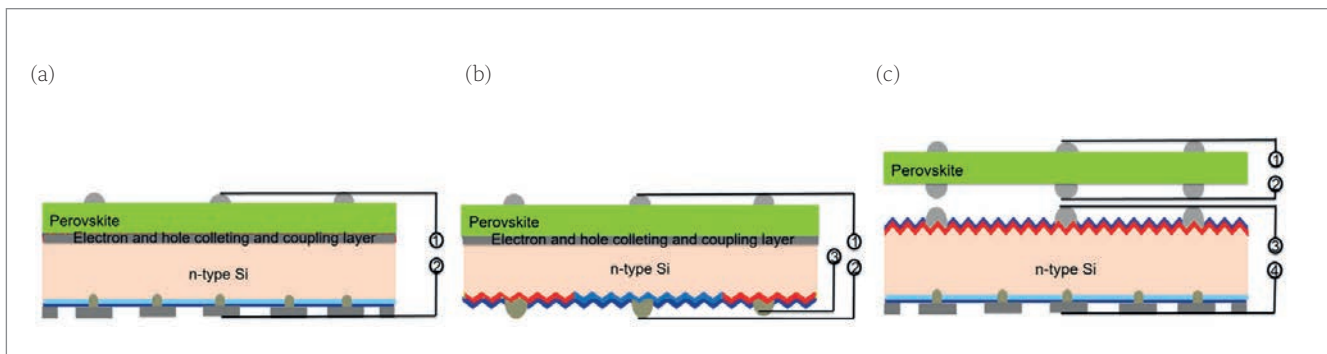 (a)
(b)
(c)
Perovskite
Electron and hole colleting and coupling layer
n-type Si
①
②
Perovskite
Electron and hole colleting and coupling layer
n-type Si
①
③
②
Perovskite
①
②
n-type Si
③
④